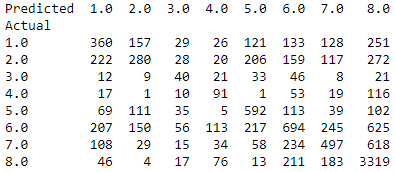 Predicted 1.0 2.0 3.0 4.0 5.0 6.0 7.0 8.0
Actual
1.0 360 157 29 26 121 133 128 251
2.0 222 280 28 20 206 159 117 272
3.0 12 9 40 21 33 46 8 21
4.0 17 1 10 91 1 53 19 116
5.0 69 111 35 5 592 113 39 102
6.0 207 150 56 113 217 694 245 625
7.0 108 29 15 34 58 234 497 618
8.0 46 4 17 76 13 211 183 3319